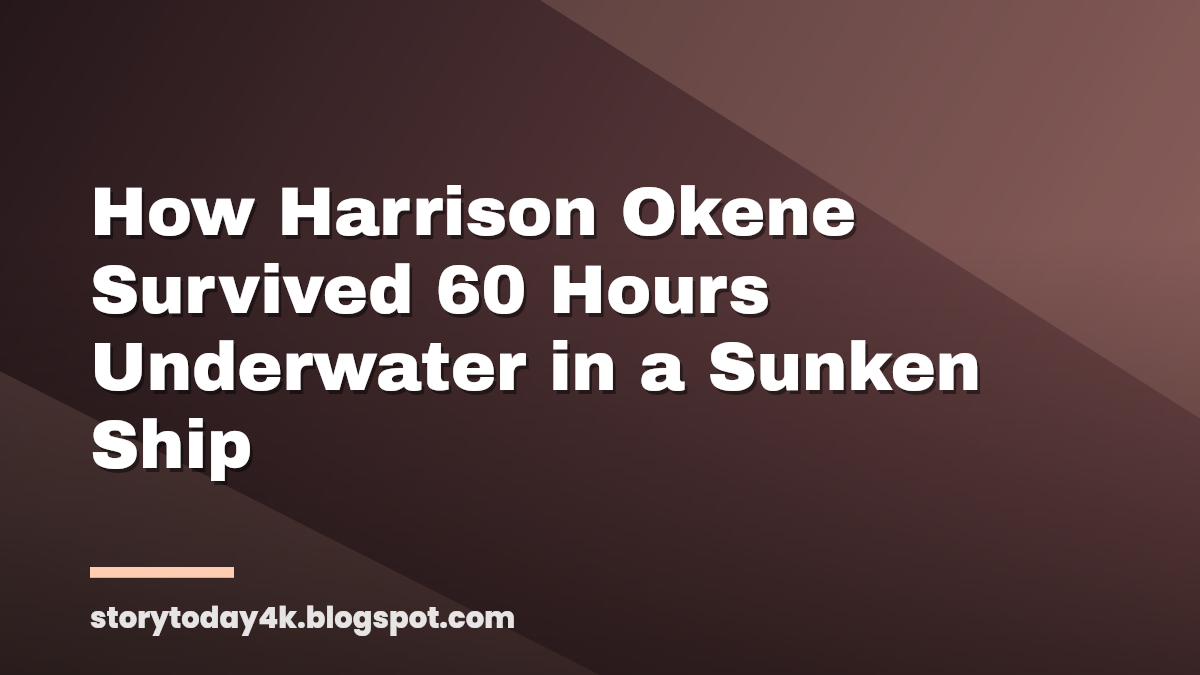 How Harrison Okene
Survived 60 Hours
Underwater in a Sunken
Ship
storytoday4k.blogspot.com